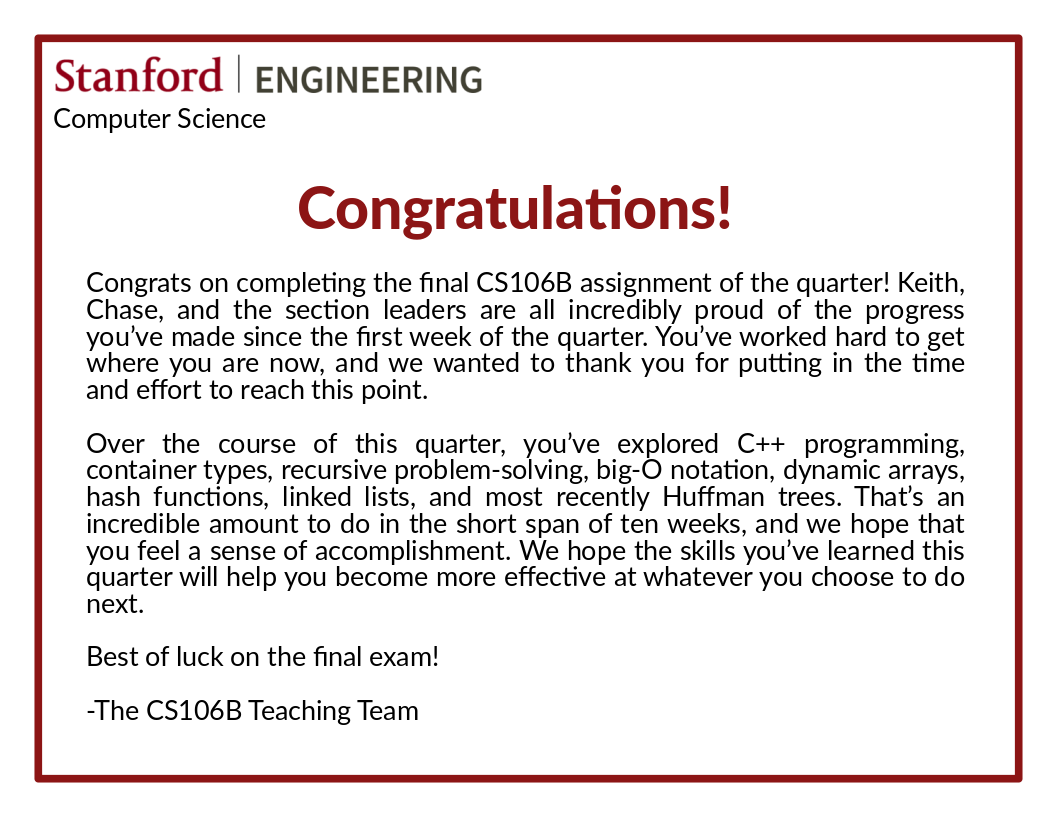 Stanford | ENGINEERING
Computer Science
Congratulations!
Congrats on completing the final CS106B assignment of the quarter! Keith,
Chase, and the section leaders are all incredibly proud of the progress
you’ve made since the first week of the quarter. You’ve worked hard to get
where you are now, and we wanted to thank you for putting in the time
and effort to reach this point.
Over the course of this quarter, you’ve explored C++ programming,
container types, recursive problem-solving, big-O notation, dynamic arrays,
hash functions, linked lists, and most recently Huffman trees. That’s an
incredible amount to do in the short span of ten weeks, and we hope that
you feel a sense of accomplishment. We hope the skills you’ve learned this
quarter will help you become more effective at whatever you choose to do
next.
Best of luck on the final exam!
-The CS106B Teaching Team